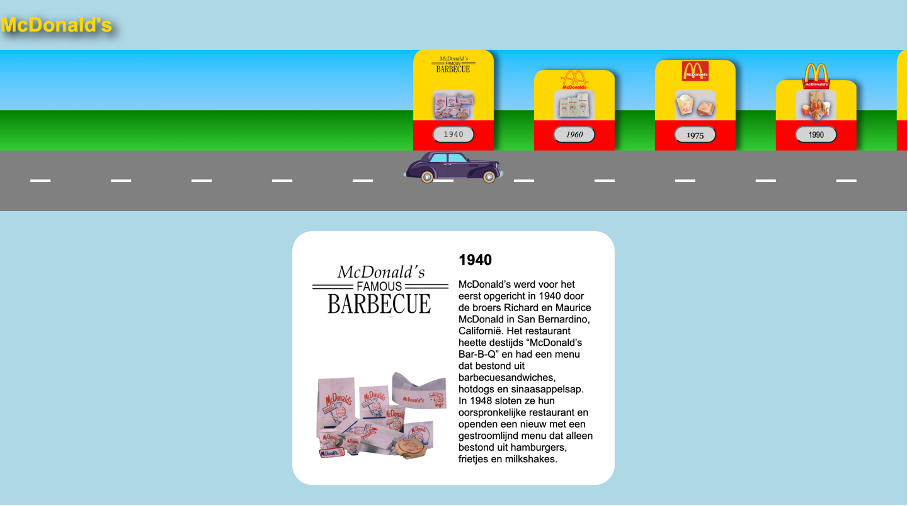 McDonald's
McDonald's
FAMOUS
BARBECUE
McDonald's
McDonald's
McDonald's
1940
1960
1975
1990
McDonald's
FAMOUS
BARBECUE
1940
McDonald's werd voor het
eerst opgericht in 1940 door
de broers Richard en Maurice
McDonald in San Bernardino,
Californië. Het restaurant
heette destijds “McDonald's
Bar-B-Q” en had een menu
dat bestond uit
barbecuesandwiches,
hotdogs en sinaasappelsap.
In 1948 sloten ze hun
oorspronkelijke restaurant en
openden een nieuw met een
gestroomlijnd menu dat alleen
bestond uit hamburgers,
frietjes en milkshakes.
McDonald's